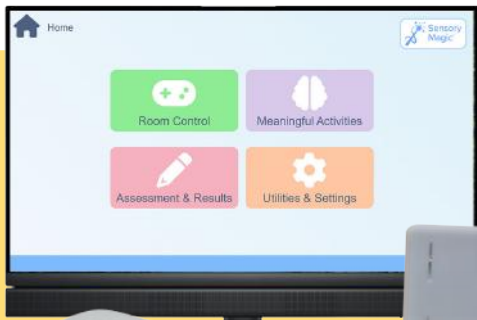 Home
Sensory
Magic
Room Control
Meaningful Activities
Assessment & Results
Utilities & Settings